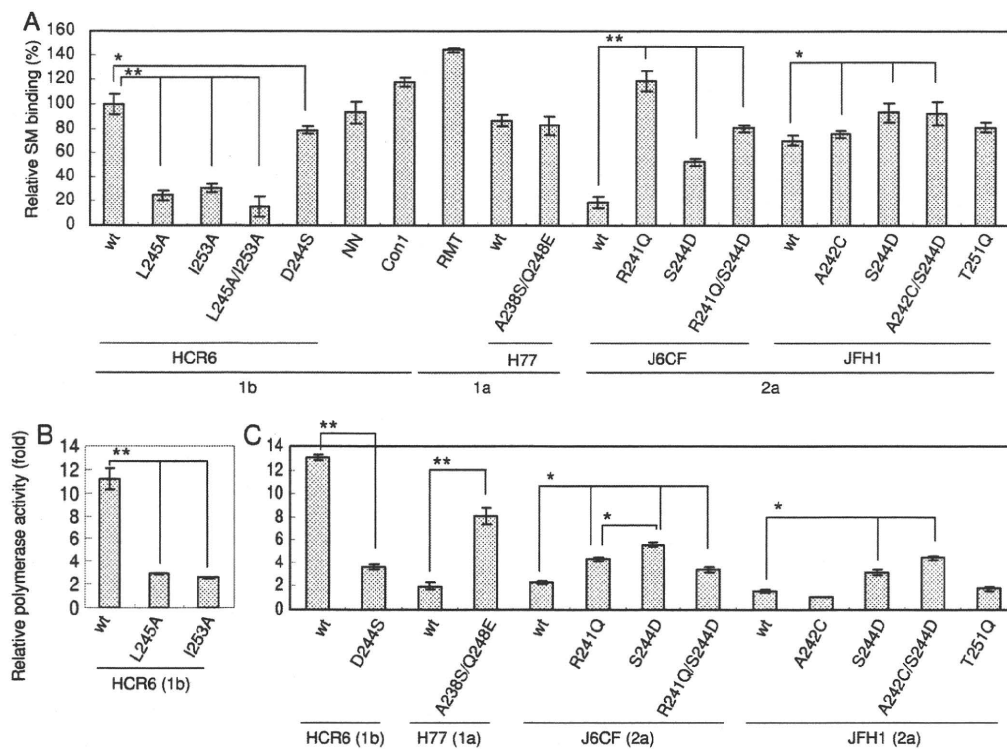 A
Relative SM binding (%)
160
140
120
100
80
60
40
20
0
*
**
**
*
wt
L245A
I253A
L245A/I253A
D244S
NN
Con1
RMT
wt
A238S/Q248E
wt
R241Q
S244D
R241Q/S244D
wt
A242C
S244D
A242C/S244D
T251Q
HCR6
H77
J6CF
JFH1
1b
1a
2a
B
Relative polymerase activity (fold)
14
12
10
8
6
4
2
0
**
wt
L245A
I253A
HCR6 (1b)
C
14
12
10
8
6
4
2
0
**
**
*
*
*
wt
D244S
wt
A238S/Q248E
wt
R241Q
S244D
R241Q/S244D
wt
A242C
S244D
A242C/S244D
T251Q
HCR6 (1b)
H77 (1a)
J6CF (2a)
JFH1 (2a)